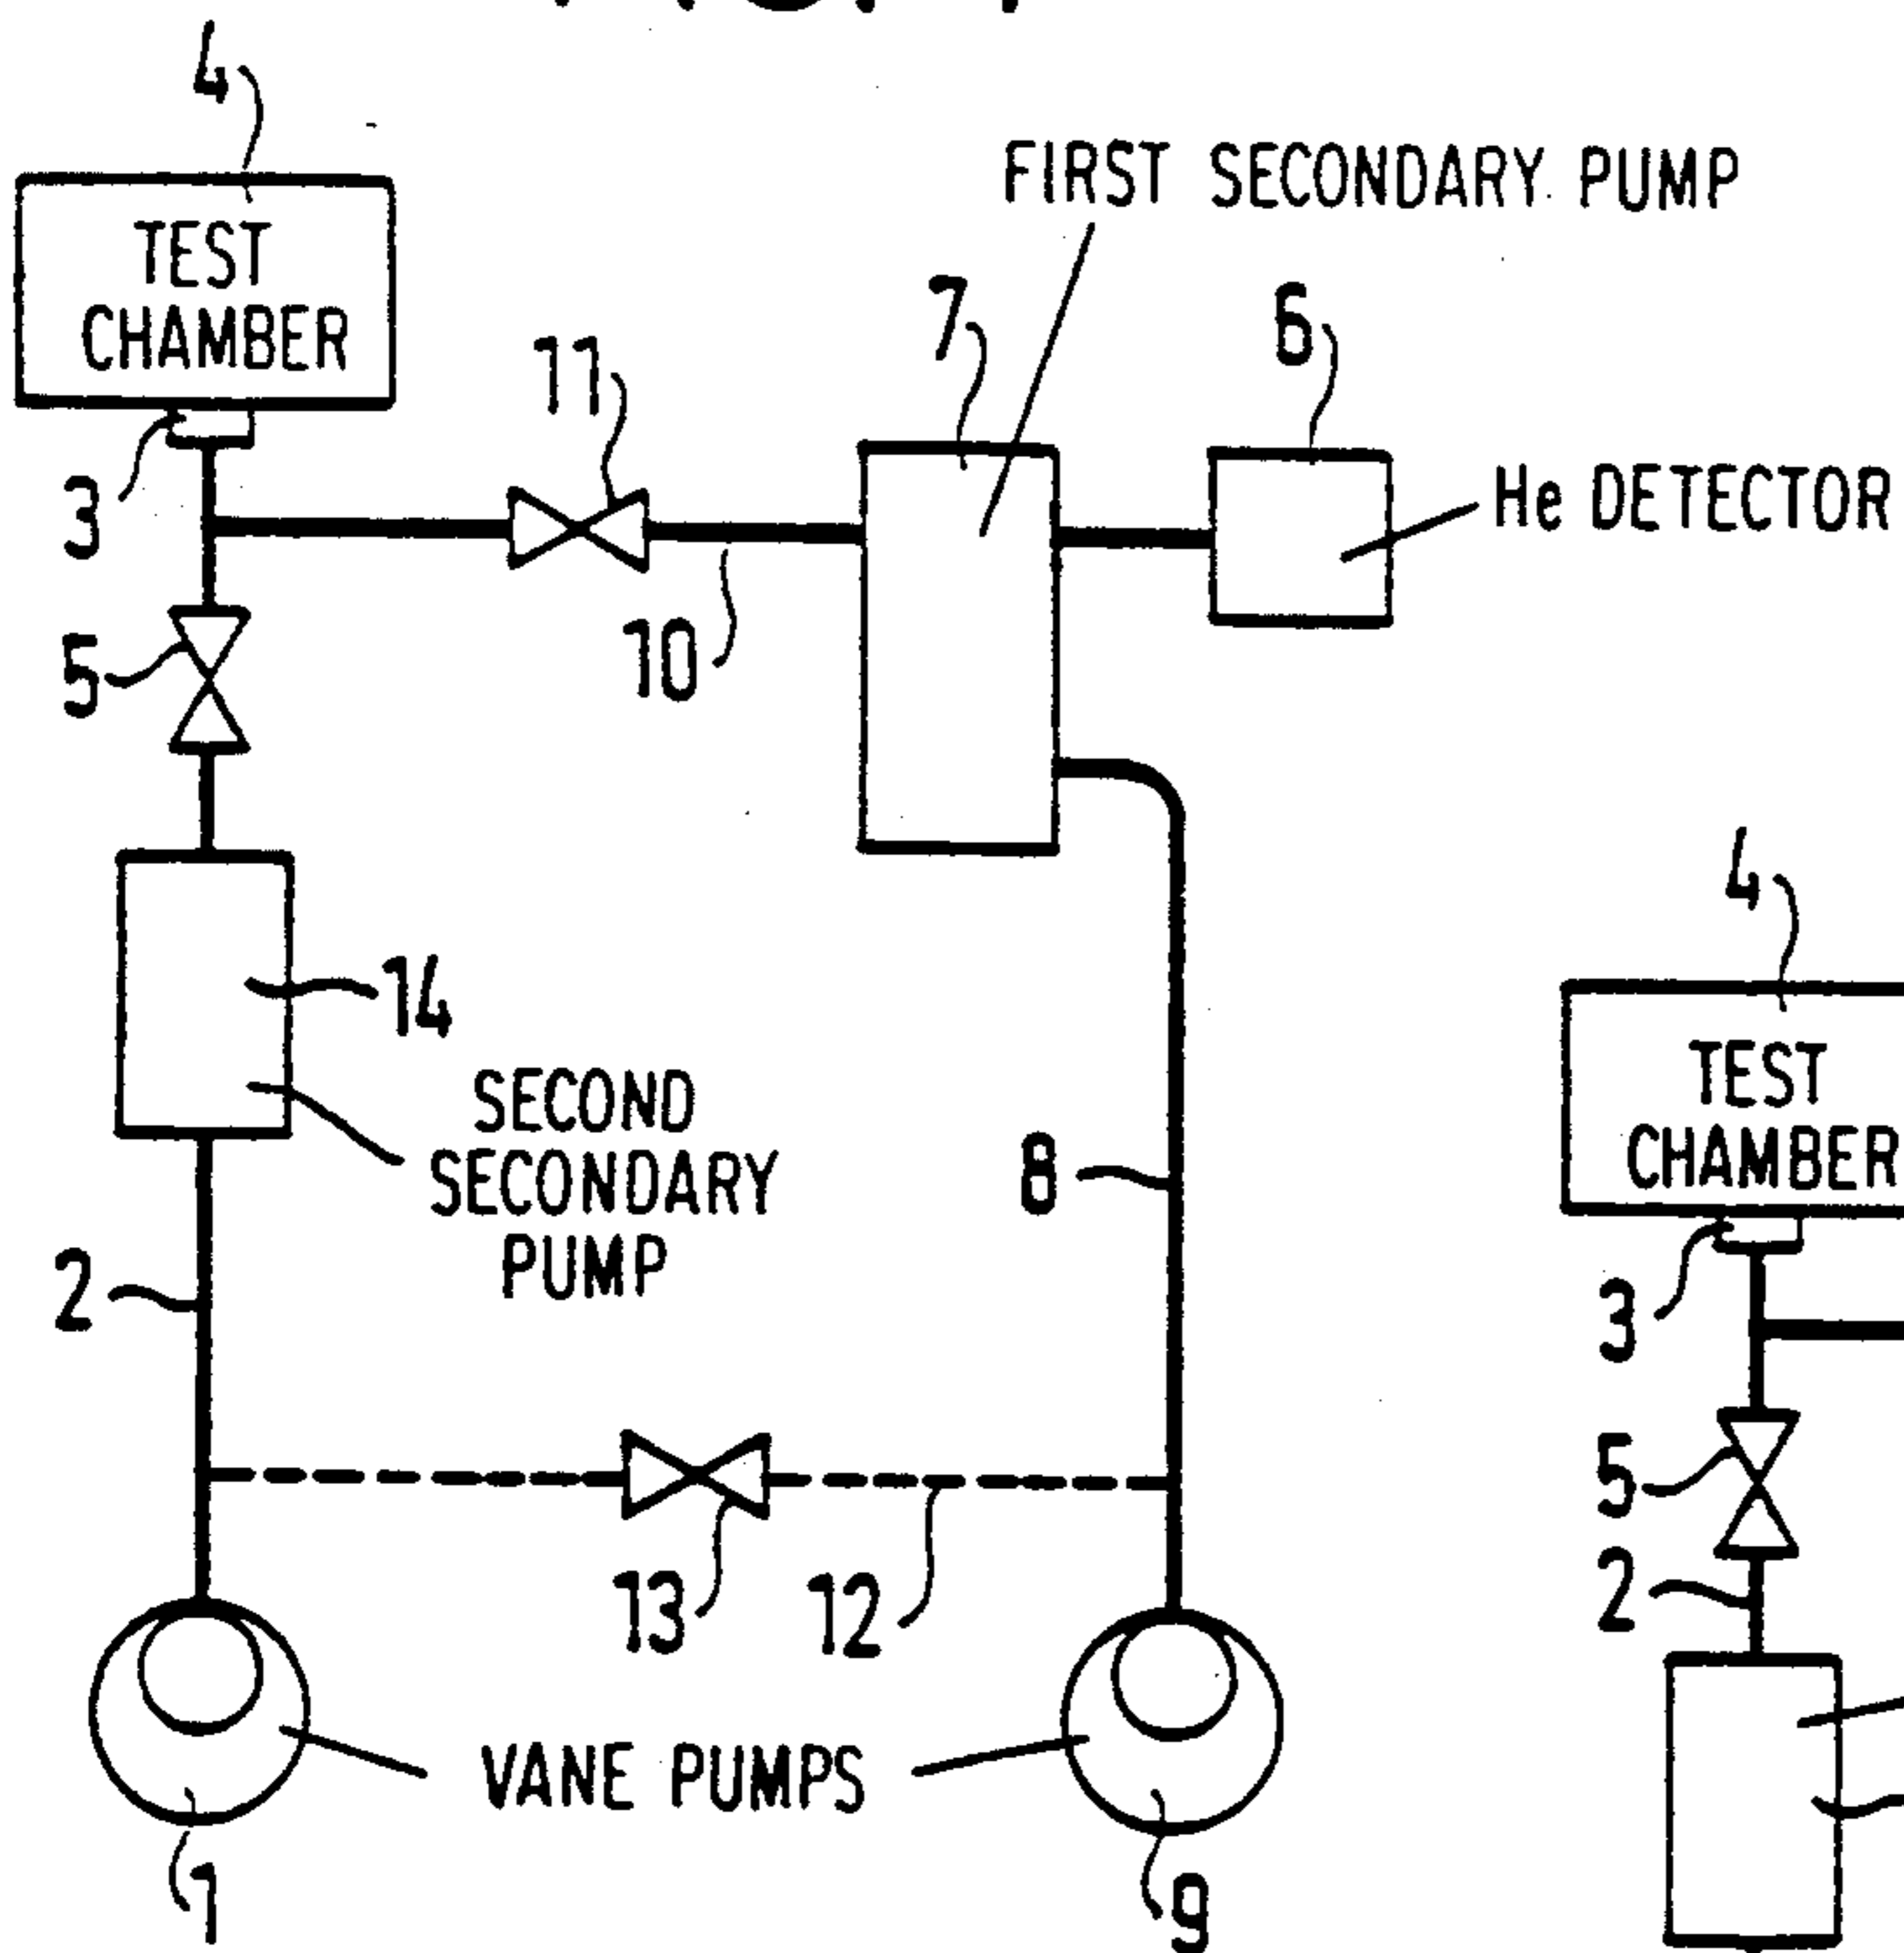 4
TEST
CHAMBER
3
11
10
7
FIRST SECONDARY PUMP
6
He DETECTOR
5
14
SECOND
SECONDARY
PUMP
2
8
13
12
VANE PUMPS
1
9
4
TEST
CHAMBER
3
5
2